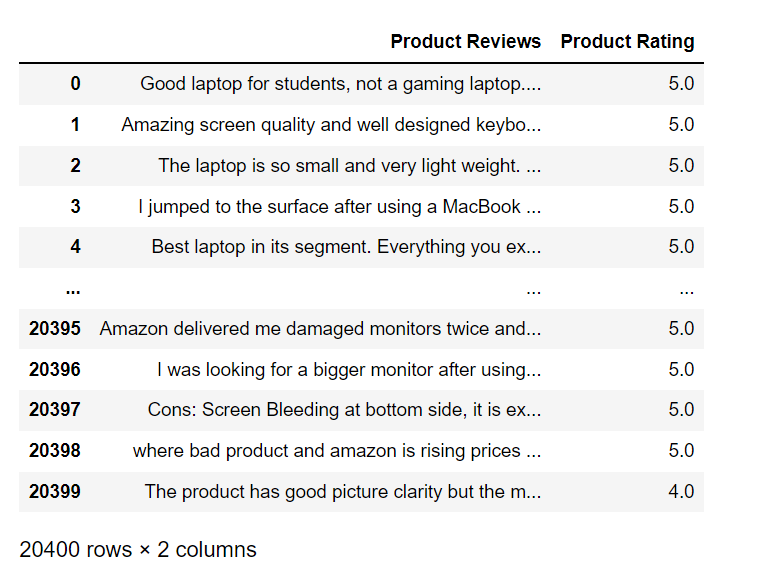 Product Reviews Product Rating
0 Good laptop for students, not a gaming laptop.... 5.0
1 Amazing screen quality and well designed keybo... 5.0
2 The laptop is so small and very light weight. ... 5.0
3 I jumped to the surface after using a MacBook ... 5.0
4 Best laptop in its segment. Everything you ex... 5.0
... ... ...
20395 Amazon delivered me damaged monitors twice and... 5.0
20396 I was looking for a bigger monitor after using... 5.0
20397 Cons: Screen Bleeding at bottom side, it is ex... 5.0
20398 where bad product and amazon is rising prices ... 5.0
20399 The product has good picture clarity but the m... 4.0
20400 rows × 2 columns